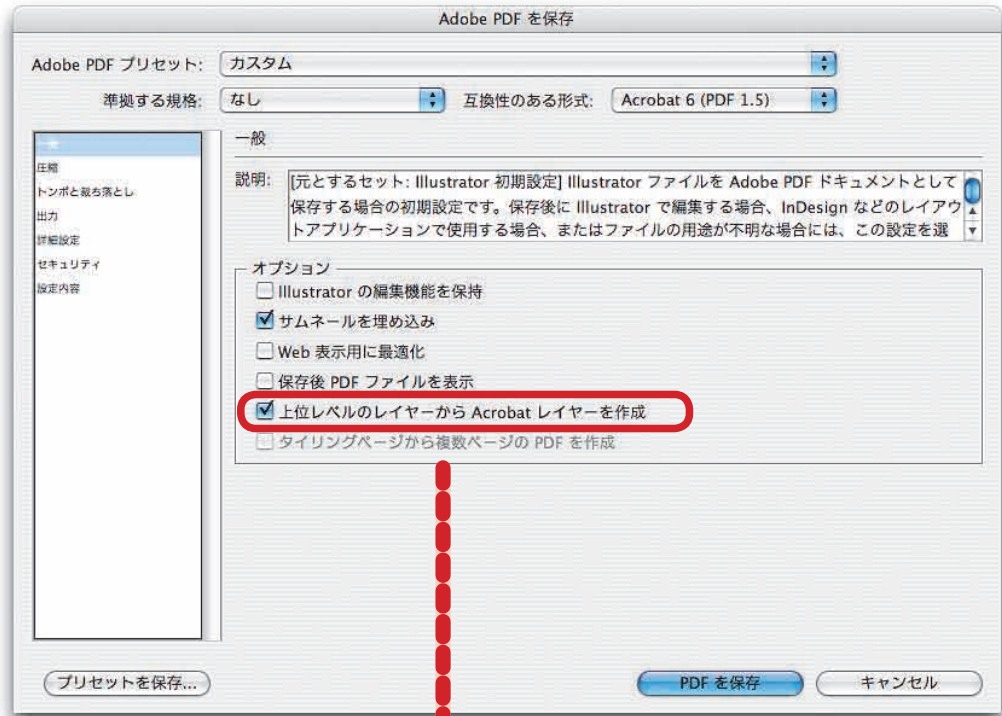 Adobe PDF を保存
Adobe PDF プリセット: カスタム
準拠する規格: なし 互換性のある形式: Acrobat 6 (PDF 1.5)
一般
圧縮
トンボと裁ち落とし
出力
詳細設定
セキュリティ
設定内容
一般
説明: [元とするセット: Illustrator 初期設定] Illustrator ファイルを Adobe PDF ドキュメントとして
保存する場合の初期設定です。保存後に Illustrator で編集する場合、InDesign などのレイアウ
トアプリケーションで使用する場合、またはファイルの用途が不明な場合には、この設定を選
オプション
Illustrator の編集機能を保持
サムネールを埋め込み
Web 表示用に最適化
保存後 PDF ファイルを表示
上位レベルのレイヤーから Acrobat レイヤーを作成
タイリングページから複数ページの PDF を作成
プリセットを保存... PDF を保存 キャンセル